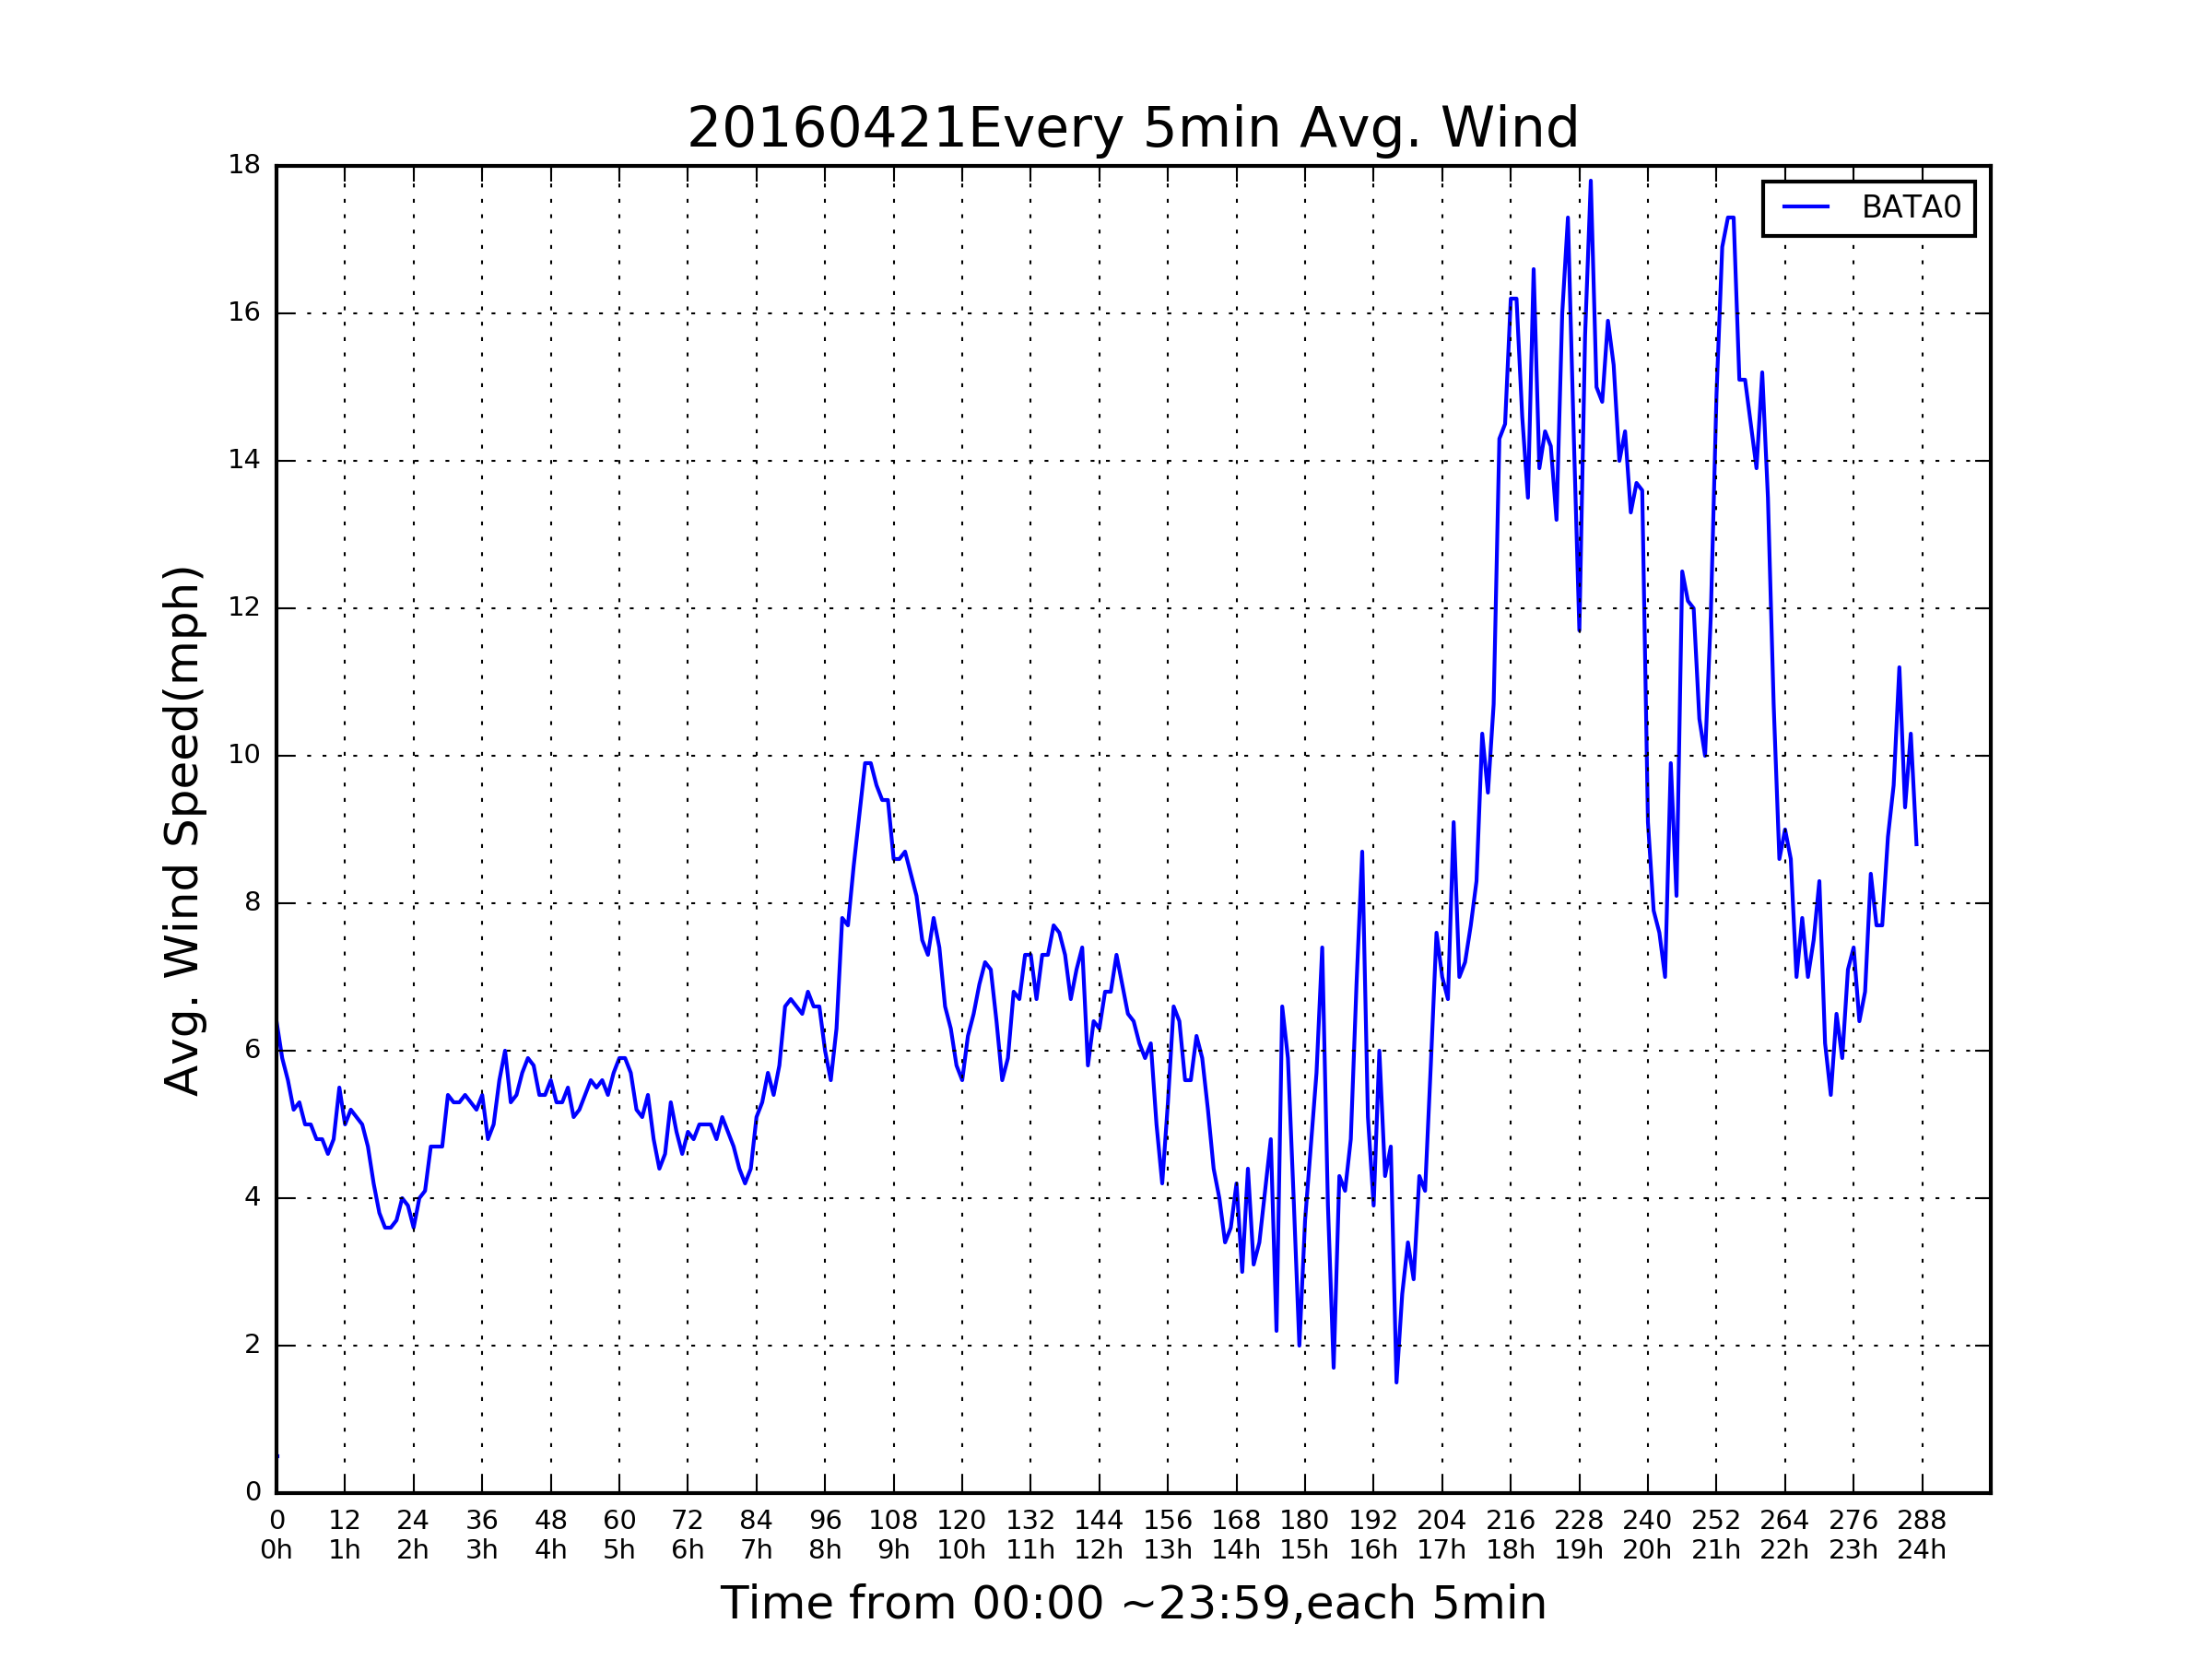 20160421Every 5min Avg. Wind
BATA0
Avg. Wind Speed(mph)
18
16
14
12
10
8
6
4
2
0
0 12 24 36 48 60 72 84 96 108 120 132 144 156 168 180 192 204 216 228 240 252 264 276 288
0h 1h 2h 3h 4h 5h 6h 7h 8h 9h 10h 11h 12h 13h 14h 15h 16h 17h 18h 19h 20h 21h 22h 23h 24h
Time from 00:00 ~23:59,each 5min